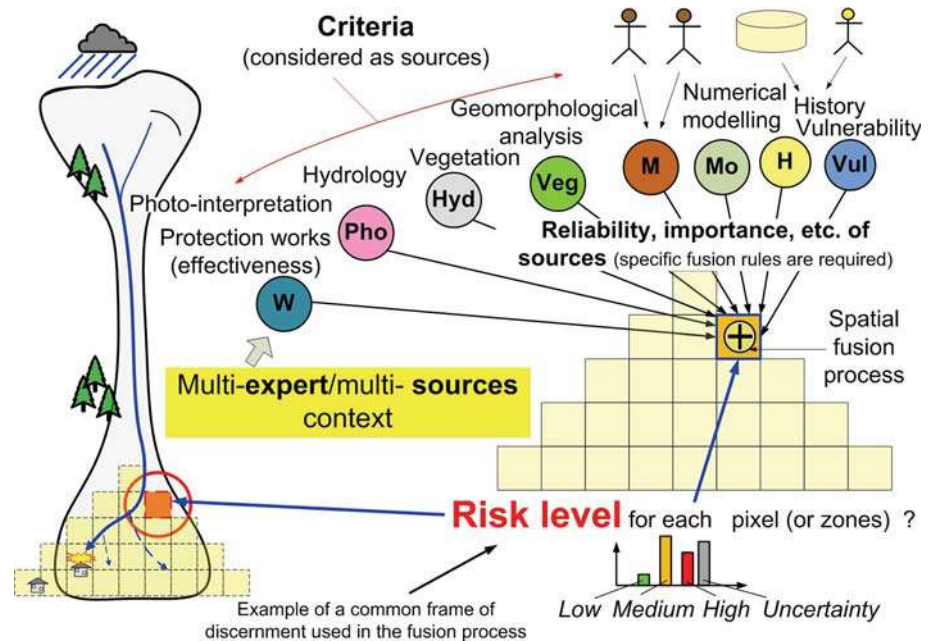 Criteria
(considered as sources)
Numerical
modelling
History
Vulnerability
Geomorphological
analysis
Vegetation
Hydrology
Photo-interpretation
Protection works
(effectiveness)
W
Pho
Hyd
Veg
M
Mo
H
Vul
Reliability, importance, etc. of
sources (specific fusion rules are required)
Spatial
fusion
process
Multi-expert/multi- sources
context
Risk level for each pixel (or zones) ?
Low Medium High Uncertainty
Example of a common frame of
discernment used in the fusion process